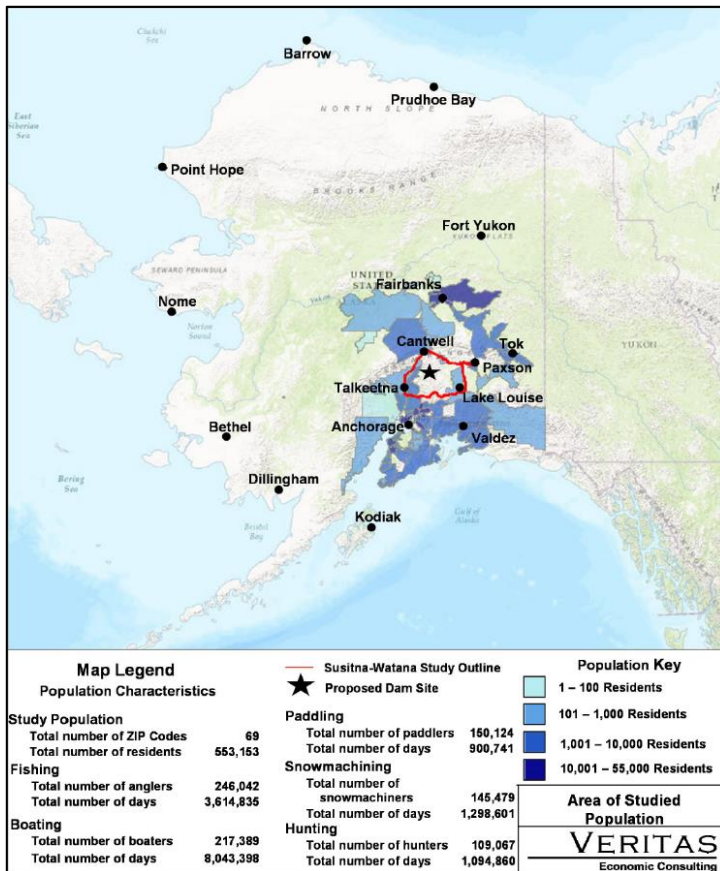 Clukchi
Sea
Barrow
Prudhoe Bay
NORTH SLOPE
East
Siberian
Sea
Point Hope
BROOKS RANGE
Fort Yukon
YUKON FLATS
SEWARD PENINSULA
UNITED
Fairbanks
Nome
Yukon
Norton
Sound
Cantwell
Tok
YUKON
Paxson
Talkeetna
Lake Louise
Bethel
Anchorage
Valdez
Dillingham
Bering
Sea
Kodiak
Gulf of
Alaska
Bristol
Bay
Map Legend
Population Characteristics
Study Population
Total number of ZIP Codes 69
Total number of residents 553,153
Fishing
Total number of anglers 246,042
Total number of days 3,614,835
Boating
Total number of boaters 217,389
Total number of days 8,043,398
Susitna-Watana Study Outline
Proposed Dam Site
Paddling
Total number of paddlers 150,124
Total number of days 900,741
Snowmachining
Total number of
snowmachiners 145,479
Total number of days 1,298,601
Hunting
Total number of hunters 109,067
Total number of days 1,094,860
Population Key
1 – 100 Residents
101 – 1,000 Residents
1,001 – 10,000 Residents
10,001 – 55,000 Residents
Area of Studied
Population
VERITAS
Economic Consulting